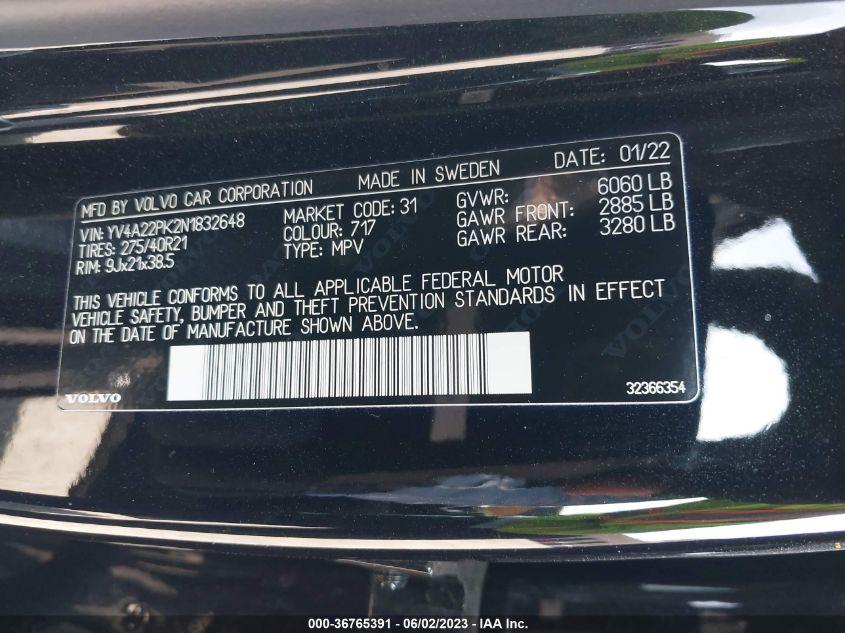 MFD BY VOLVO CAR CORPORATION MADE IN SWEDEN DATE: 01/22
VIN: YV4A22PK2N1832648 MARKET CODE: 31 GVWR: 6060 LB
TIRES: 275/40R21 COLOUR: 717 GAWR FRONT: 2885 LB
RIM: 9Jx21x38.5 TYPE: MPV GAWR REAR: 3280 LB
THIS VEHICLE CONFORMS TO ALL APPLICABLE FEDERAL MOTOR
VEHICLE SAFETY, BUMPER AND THEFT PREVENTION STANDARDS IN EFFECT
ON THE DATE OF MANUFACTURE SHOWN ABOVE.
VOLVO 32366354
000-36765391 - 06/02/2023 - IAA Inc.